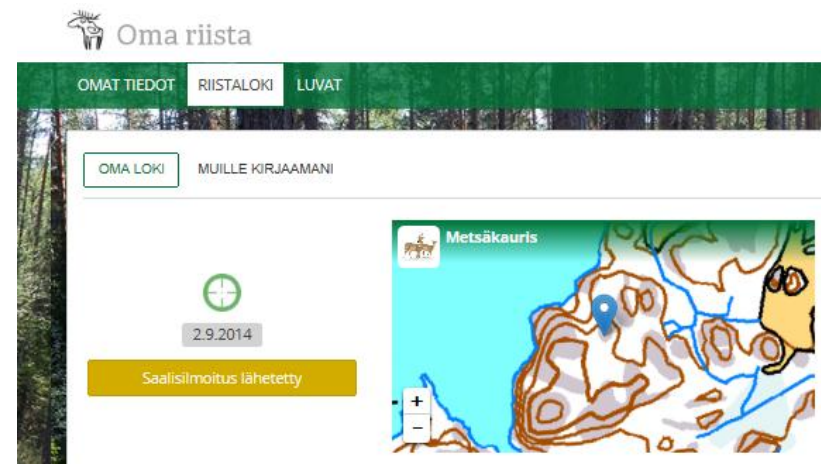 Oma riista
OMAT TIEDOT RIISTALOKI LUVAT
OMA LOKI MUILLE KIRJAAMANI
Metsäkauris
2.9.2014
Saalisilmoitus lähetetty
+
−